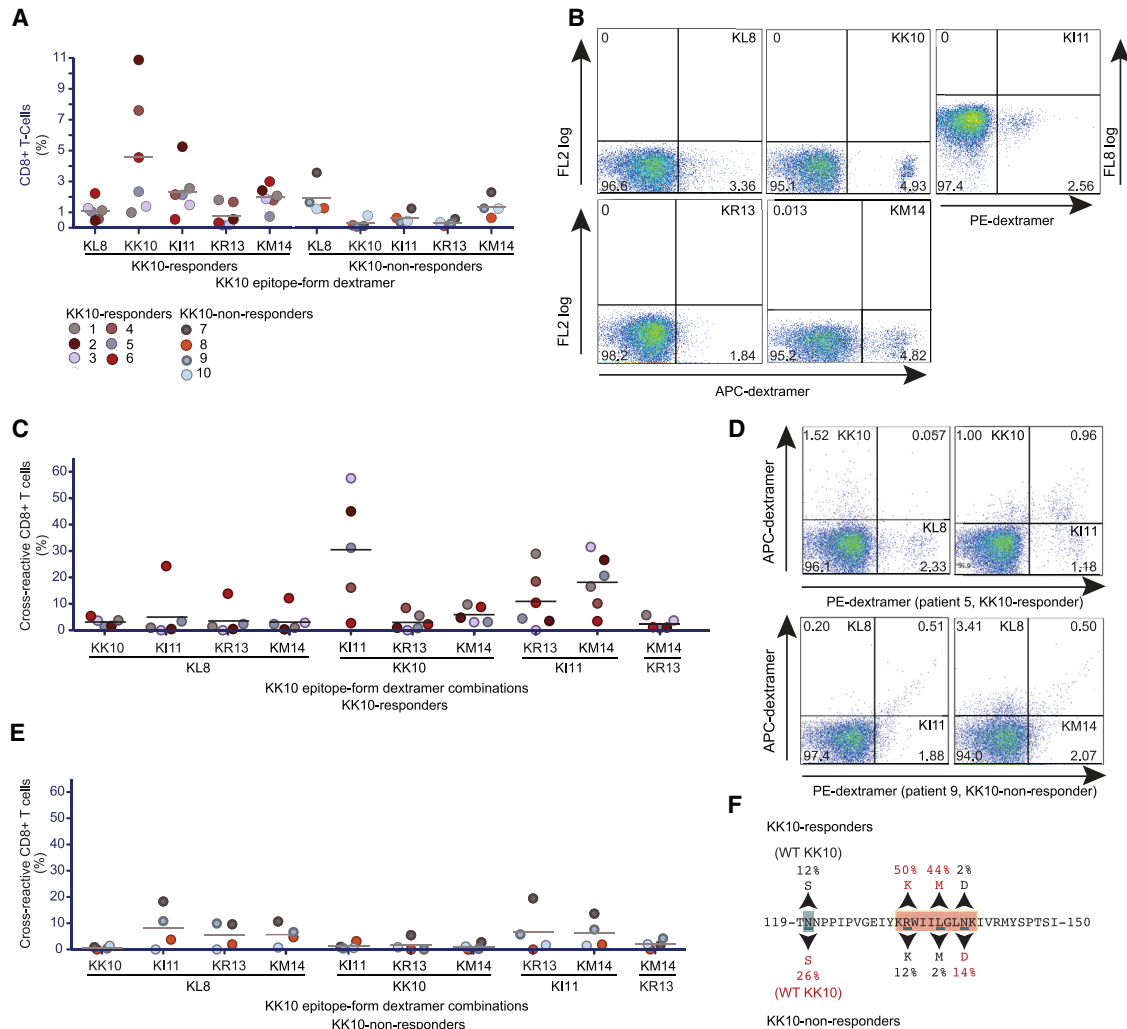 A
11
9
7
5
3
2
1
0
CD8+ T-Cells
(%)
KL8 KK10 KI11 KR13 KM14 KL8 KK10 KI11 KR13 KM14
KK10-responders KK10-non-responders
KK10 epitope-form dextramer
KK10-responders KK10-non-responders
1 4 7
2 5 8
3 6 9
10
B
0 KL8
96.6 3.36
0 KK10
95.1 4.93
0 KI11
97.4 2.56
FL2 log
FL8 log
PE-dextramer
0 KR13
98.2 1.84
0.013 KM14
95.2 4.82
FL2 log
APC-dextramer
C
60
50
40
30
20
10
0
Cross-reactive CD8+ T cells
(%)
KK10 KI11 KR13 KM14 KI11 KR13 KM14 KR13 KM14 KM14
KL8 KK10 KI11 KR13
KK10 epitope-form dextramer combinations
KK10-responders
D
1.52 KK10 0.057
KL8
96.1 2.33
1.00 KK10 0.96
KI11
1.18
APC-dextramer
PE-dextramer (patient 5, KK10-responder)
0.20 KL8 0.51
KI11
97.4 1.88
3.41 KL8 0.50
KM14
94.0 2.07
APC-dextramer
PE-dextramer (patient 9, KK10-non-responder)
E
60
50
40
30
20
10
0
Cross-reactive CD8+ T cells
(%)
KK10 KI11 KR13 KM14 KI11 KR13 KM14 KR13 KM14 KM14
KL8 KK10 KI11 KR13
KK10 epitope-form dextramer combinations
KK10-non-responders
F
KK10-responders
(WT KK10)
12% 50% 44% 2%
S K M D
119-TNNPPIPVGEIYKRWIILGLNKIVRMYSPTSI-150
S K M D
26% 12% 2% 14%
(WT KK10)
KK10-non-responders